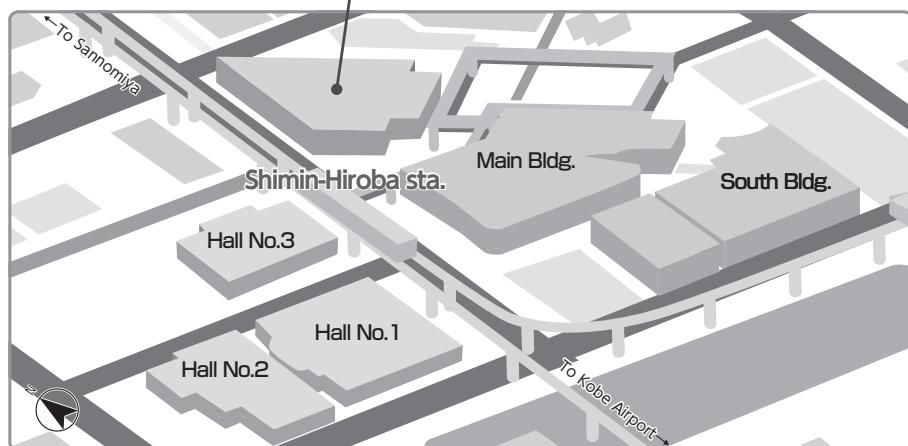 To Sannomiya
Main Bldg.
Shimin-Hiroba sta.
South Bldg.
Hall No.3
Hall No.1
Hall No.2
To Kobe Airport
N